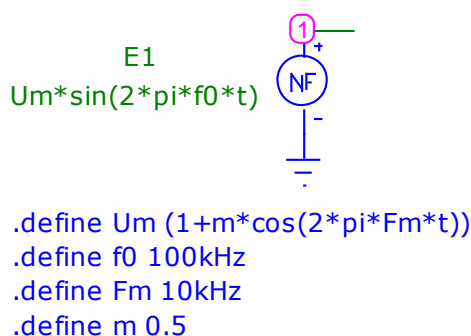 1
+
E1
NF
Um*sin(2*pi*f0*t)
-
.define Um (1+m*cos(2*pi*Fm*t))
.define f0 100kHz
.define Fm 10kHz
.define m 0.5